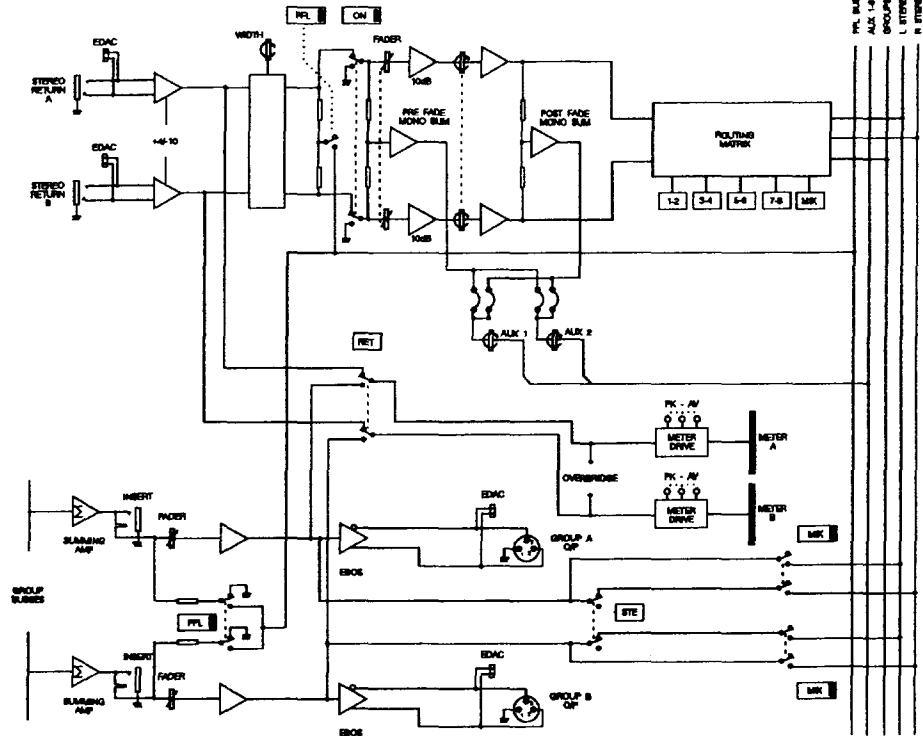 PFL
ON
PFL BUS
AUX 1-6
GROUPS
L STEREO
R STEREO
EDAC
WIDTH
FADER
STEREO
RETURN
A
10dB
PRE FADE
MONO SUM
POST FADE
MONO SUM
ROUTING
MATRIX
+4/-10
EDAC
STEREO
RETURN
B
1-2
3-4
5-6
7-8
MIX
10dB
AUX 1
AUX 2
RET
PK - AV
METER
DRIVE
METER
A
OVERBRIDGE
PK - AV
METER
DRIVE
METER
B
INSERT
FADER
EDAC
Σ
SUMMING
AMP
GROUP A
O/P
MIX
EBOS
GROUP
BUSSES
PFL
STE
INSERT
FADER
EDAC
Σ
SUMMING
AMP
GROUP B
O/P
MIX
EBOS